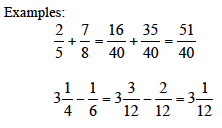 Examples:
2/5 + 7/8 = 16/40 + 35/40 = 51/40
3 1/4 − 1/6 = 3 3/12 − 2/12 = 3 1/12